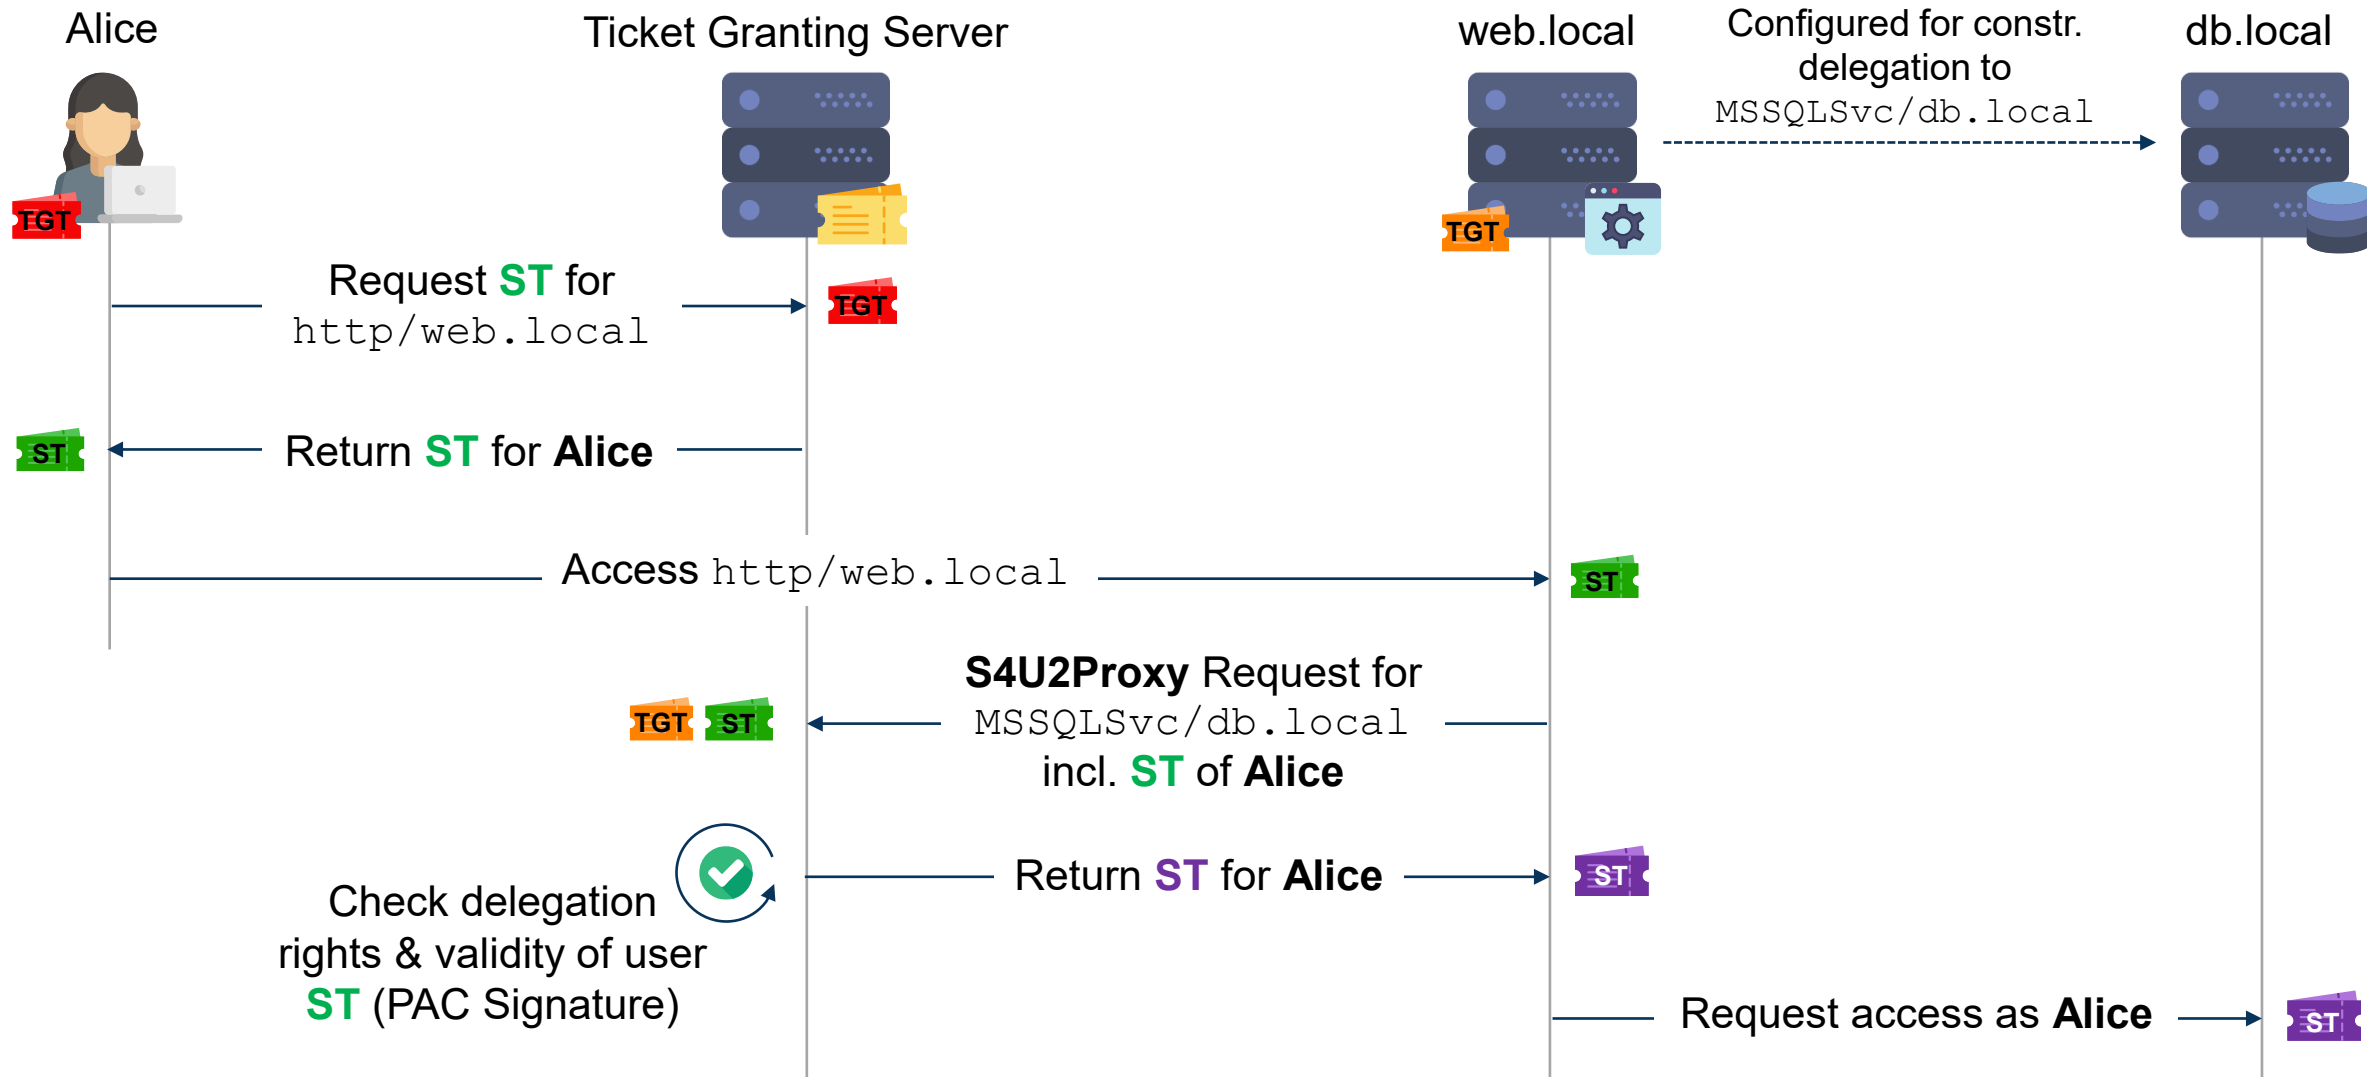 Alice
Ticket Granting Server
web.local
Configured for constr.
delegation to
MSSQLSvc/db.local
db.local
TGT
TGT
Request ST for
http/web.local
TGT
ST
Return ST for Alice
Access http/web.local
ST
S4U2Proxy Request for
MSSQLSvc/db.local
incl. ST of Alice
TGT
ST
Return ST for Alice
ST
Check delegation
rights & validity of user
ST (PAC Signature)
Request access as Alice
ST